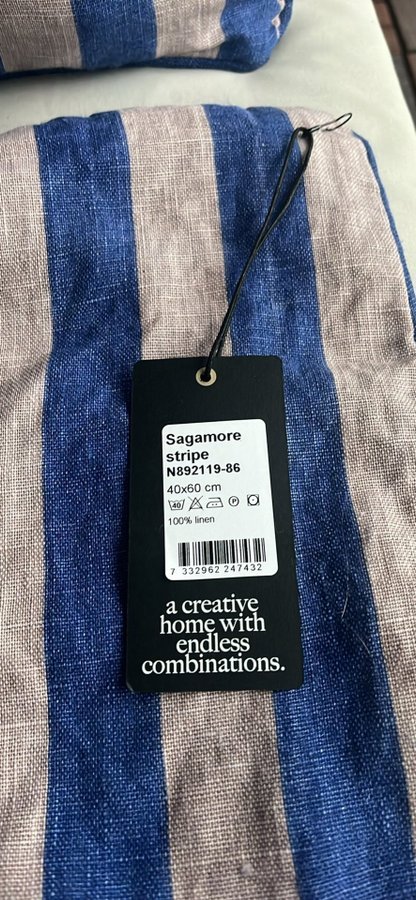 Sagamore
stripe
N892119-86
40x60 cm
40 P
100% linen
7 332962 247432
a creative
home with
endless
combinations.